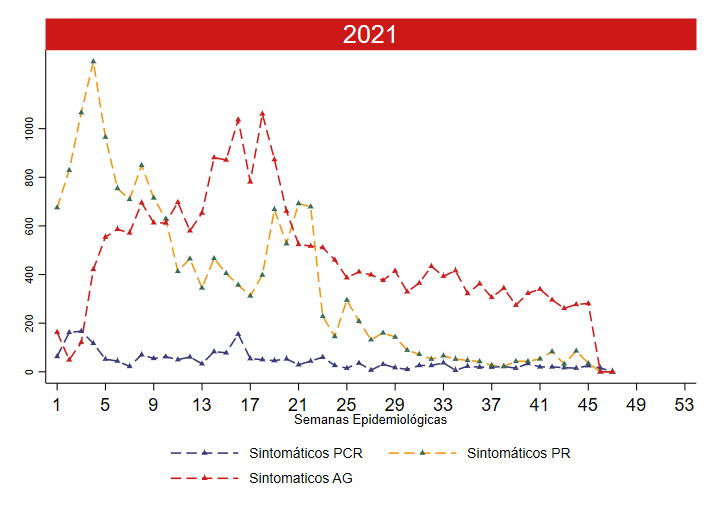 2021
1000
800
600
400
200
0
1 5 9 13 17 21 25 29 33 37 41 45 49 53
Semanas Epidemiológicas
Sintomáticos PCR Sintomáticos PR
Sintomaticos AG